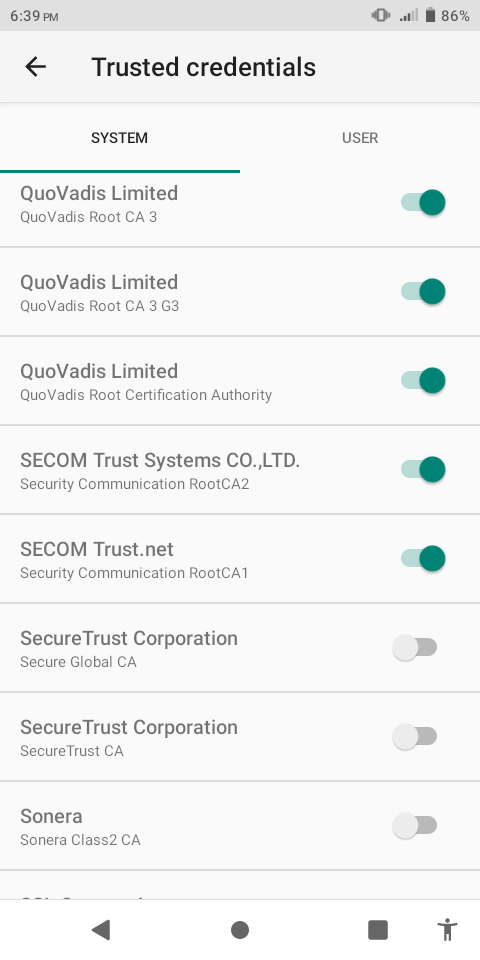 6:39 PM 86%
Trusted credentials
SYSTEM USER
QuoVadis Limited
QuoVadis Root CA 3
QuoVadis Limited
QuoVadis Root CA 3 G3
QuoVadis Limited
QuoVadis Root Certification Authority
SECOM Trust Systems CO.,LTD.
Security Communication RootCA2
SECOM Trust.net
Security Communication RootCA1
SecureTrust Corporation
Secure Global CA
SecureTrust Corporation
SecureTrust CA
Sonera
Sonera Class2 CA